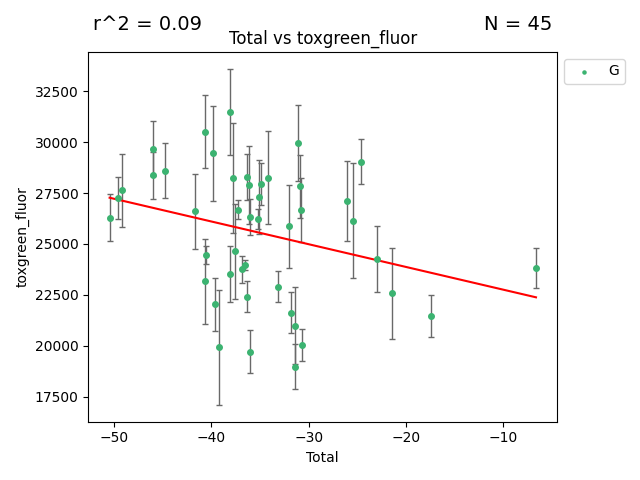 r^2 = 0.09
N = 45
Total vs toxgreen_fluor
G
32500
30000
27500
25000
22500
20000
17500
toxgreen_fluor
−50
−40
−30
−20
−10
Total